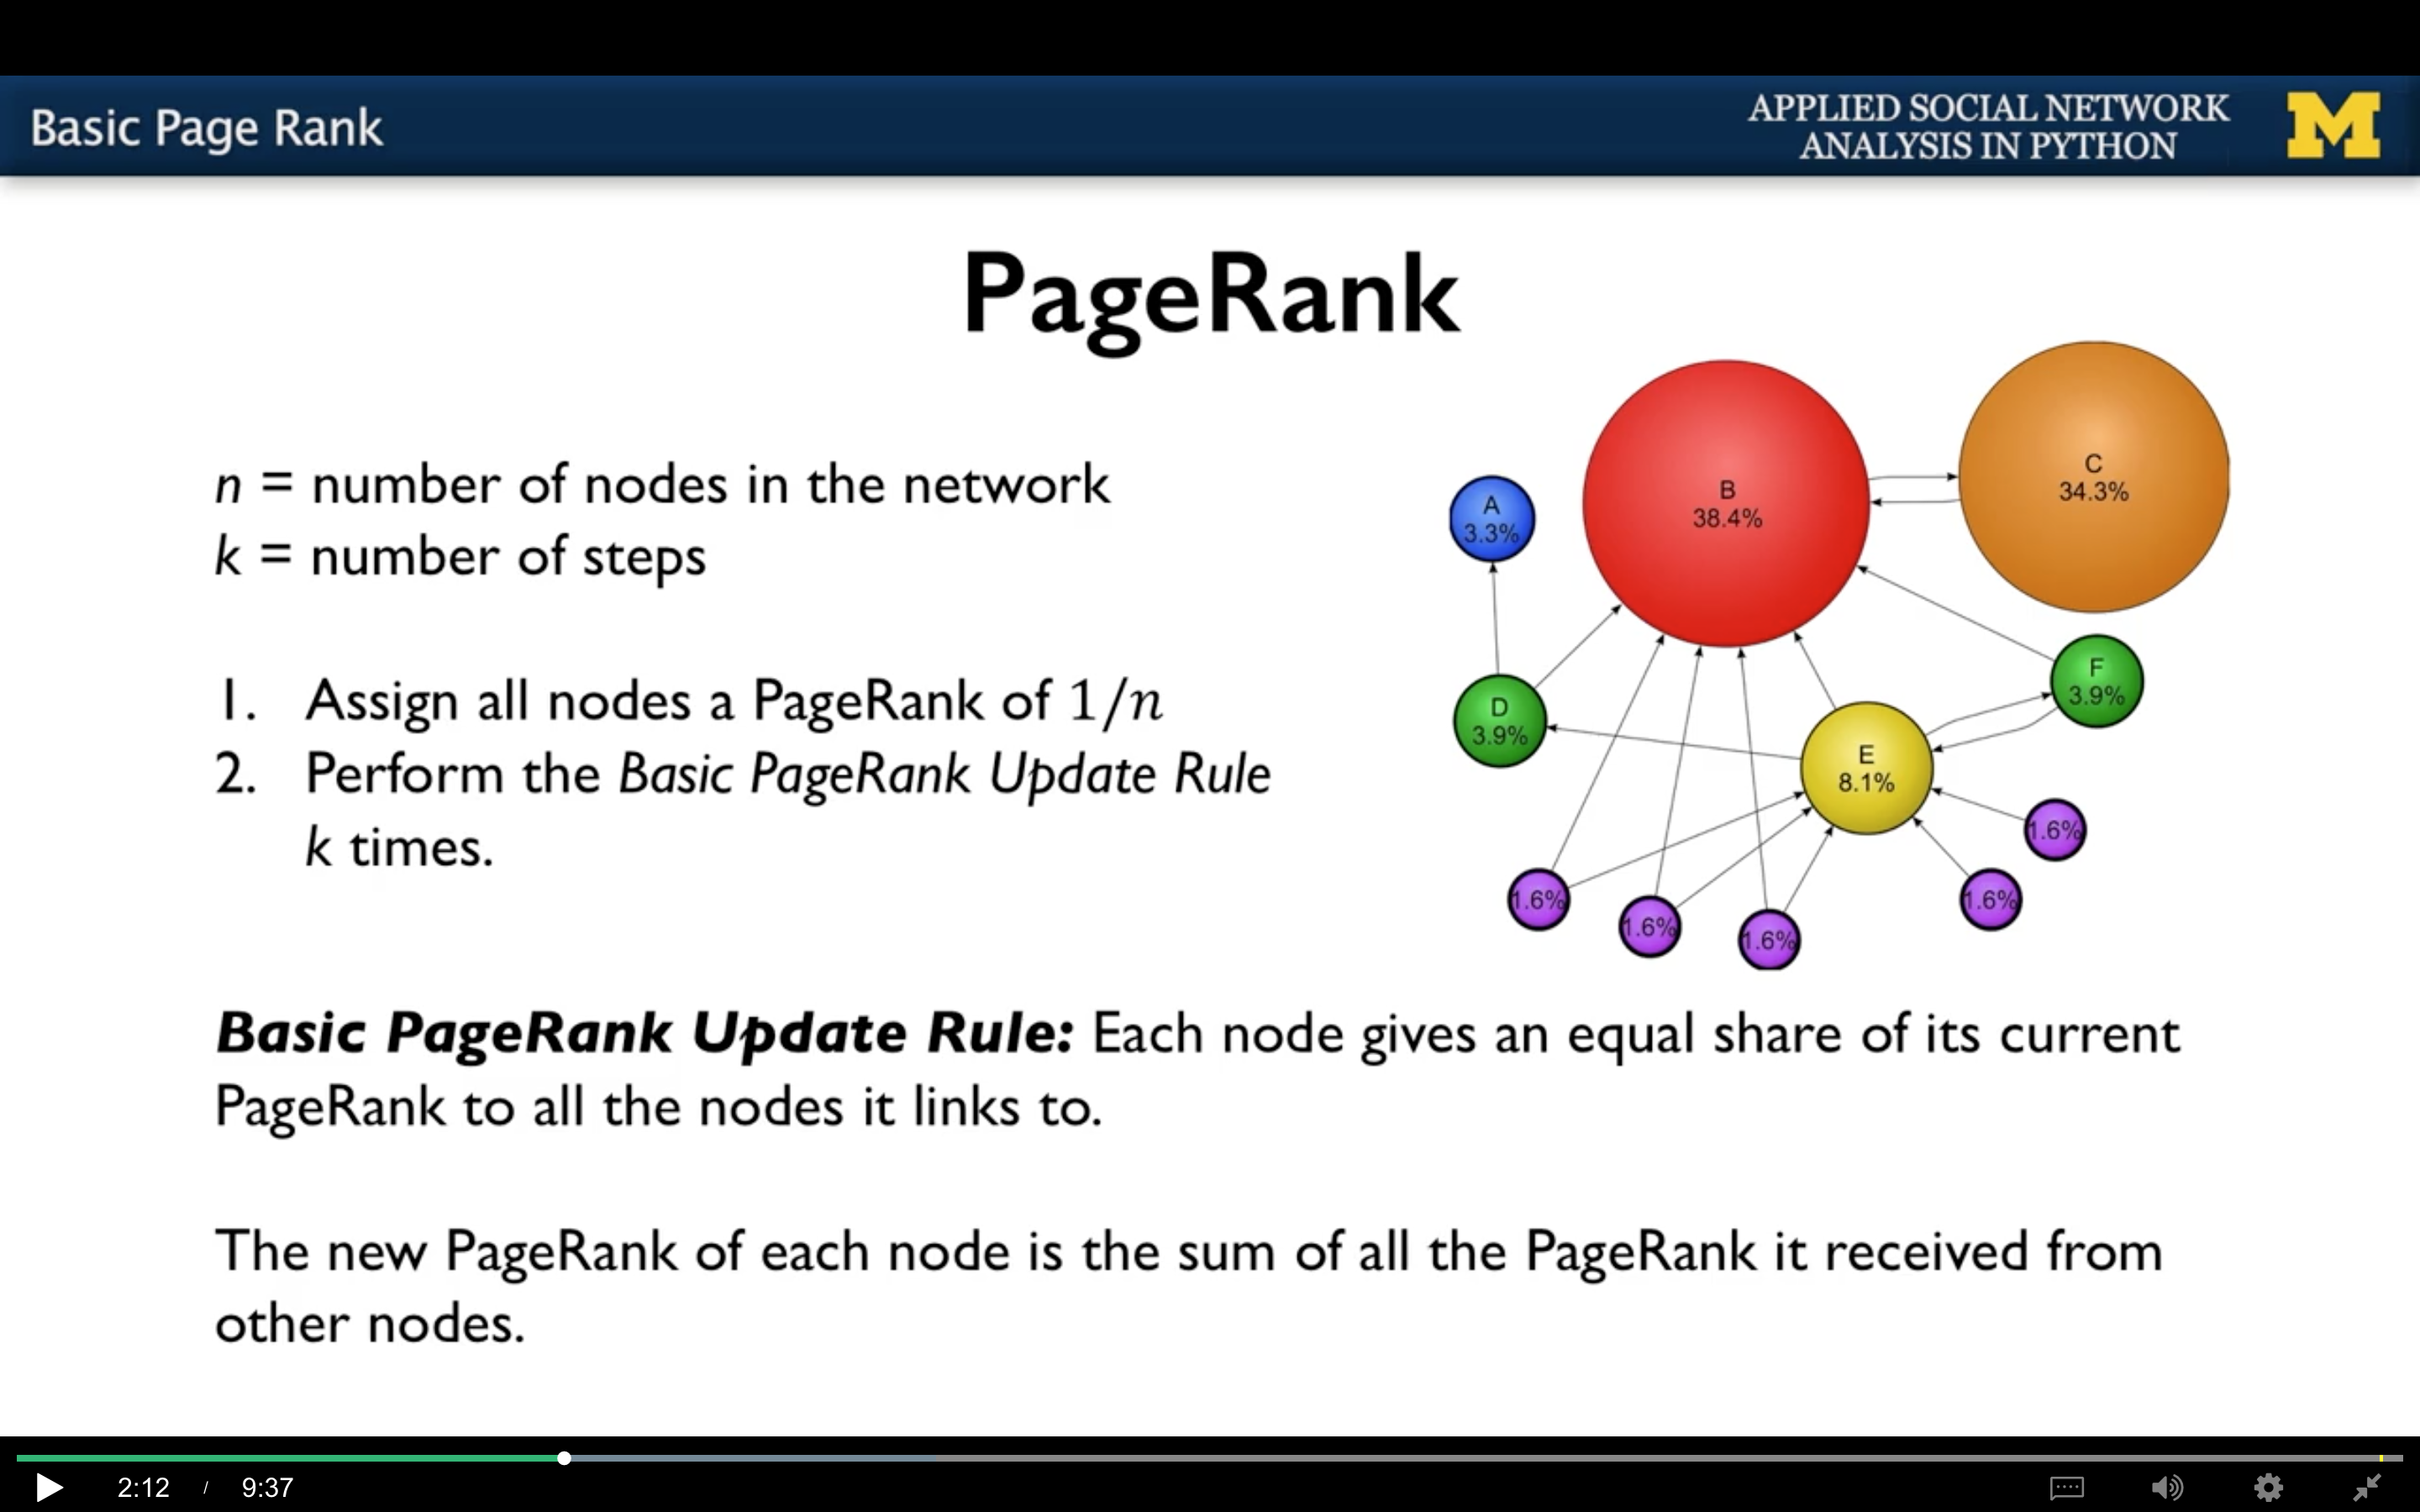 Basic Page Rank
APPLIED SOCIAL NETWORK
ANALYSIS IN PYTHON
M
PageRank
n = number of nodes in the network
k = number of steps
1. Assign all nodes a PageRank of 1/n
2. Perform the Basic PageRank Update Rule
k times.
A
3.3%
B
38.4%
C
34.3%
D
3.9%
E
8.1%
F
3.9%
1.6%
1.6%
1.6%
1.6%
1.6%
Basic PageRank Update Rule: Each node gives an equal share of its current
PageRank to all the nodes it links to.
The new PageRank of each node is the sum of all the PageRank it received from
other nodes.
2:12 / 9:37